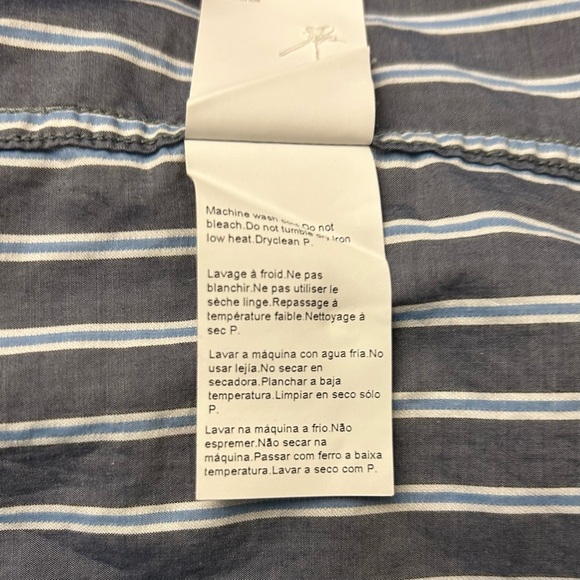 Machine wash Do not
bleach.Do not tumble dry Iron
low heat.Dryclean P.
Lavage à froid.Ne pas
blanchir.Ne pas utiliser le
sèche linge.Repassage à
température faible.Nettoyage à
sec P.
Lavar a máquina con agua fria.No
usar lejía.No secar en
secadora.Planchar a baja
temperatura.Limpiar en seco sólo
P.
Lavar na máquina a frio.Não
espremer.Não secar na
máquina.Passar com ferro a baixa
temperatura.Lavar a seco com P.